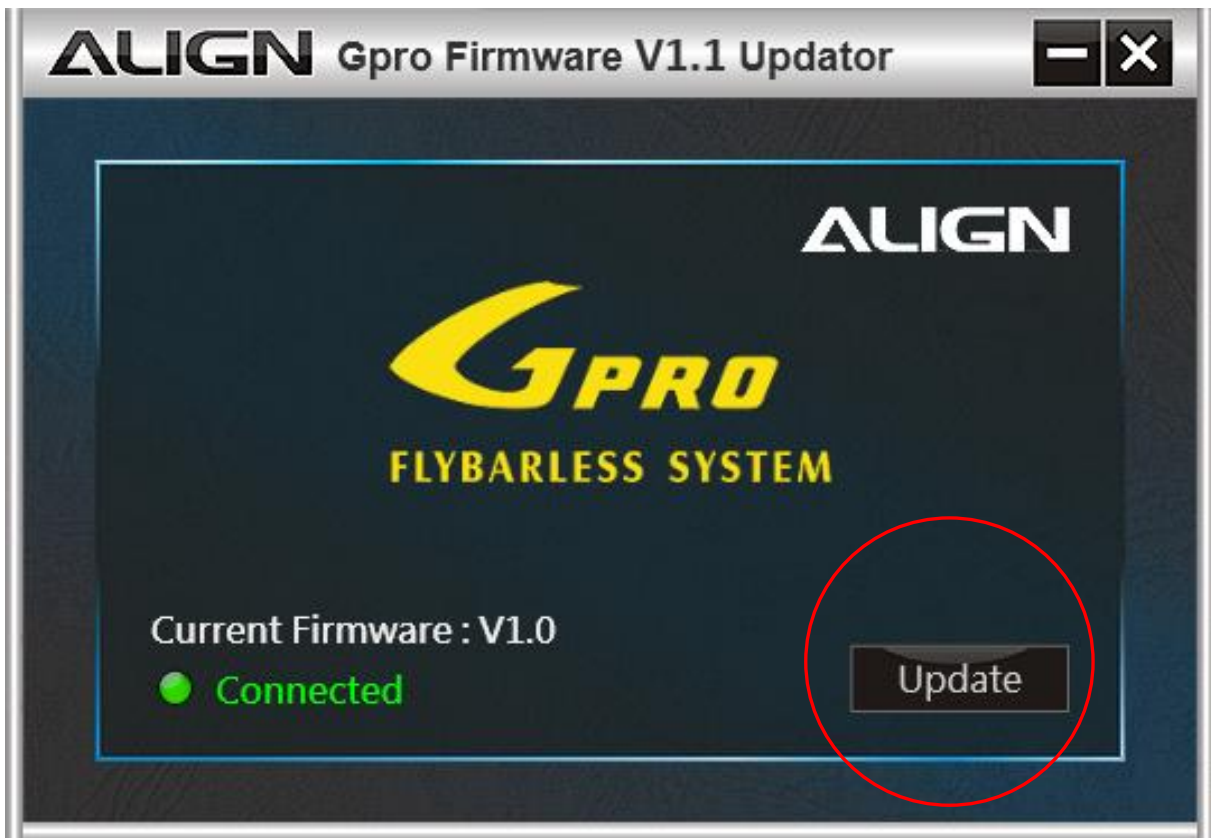 ALIGN Gpro Firmware V1.1 Updator
ALIGN
GPRO
FLYBARLESS SYSTEM
Current Firmware : V1.0
Connected
Update